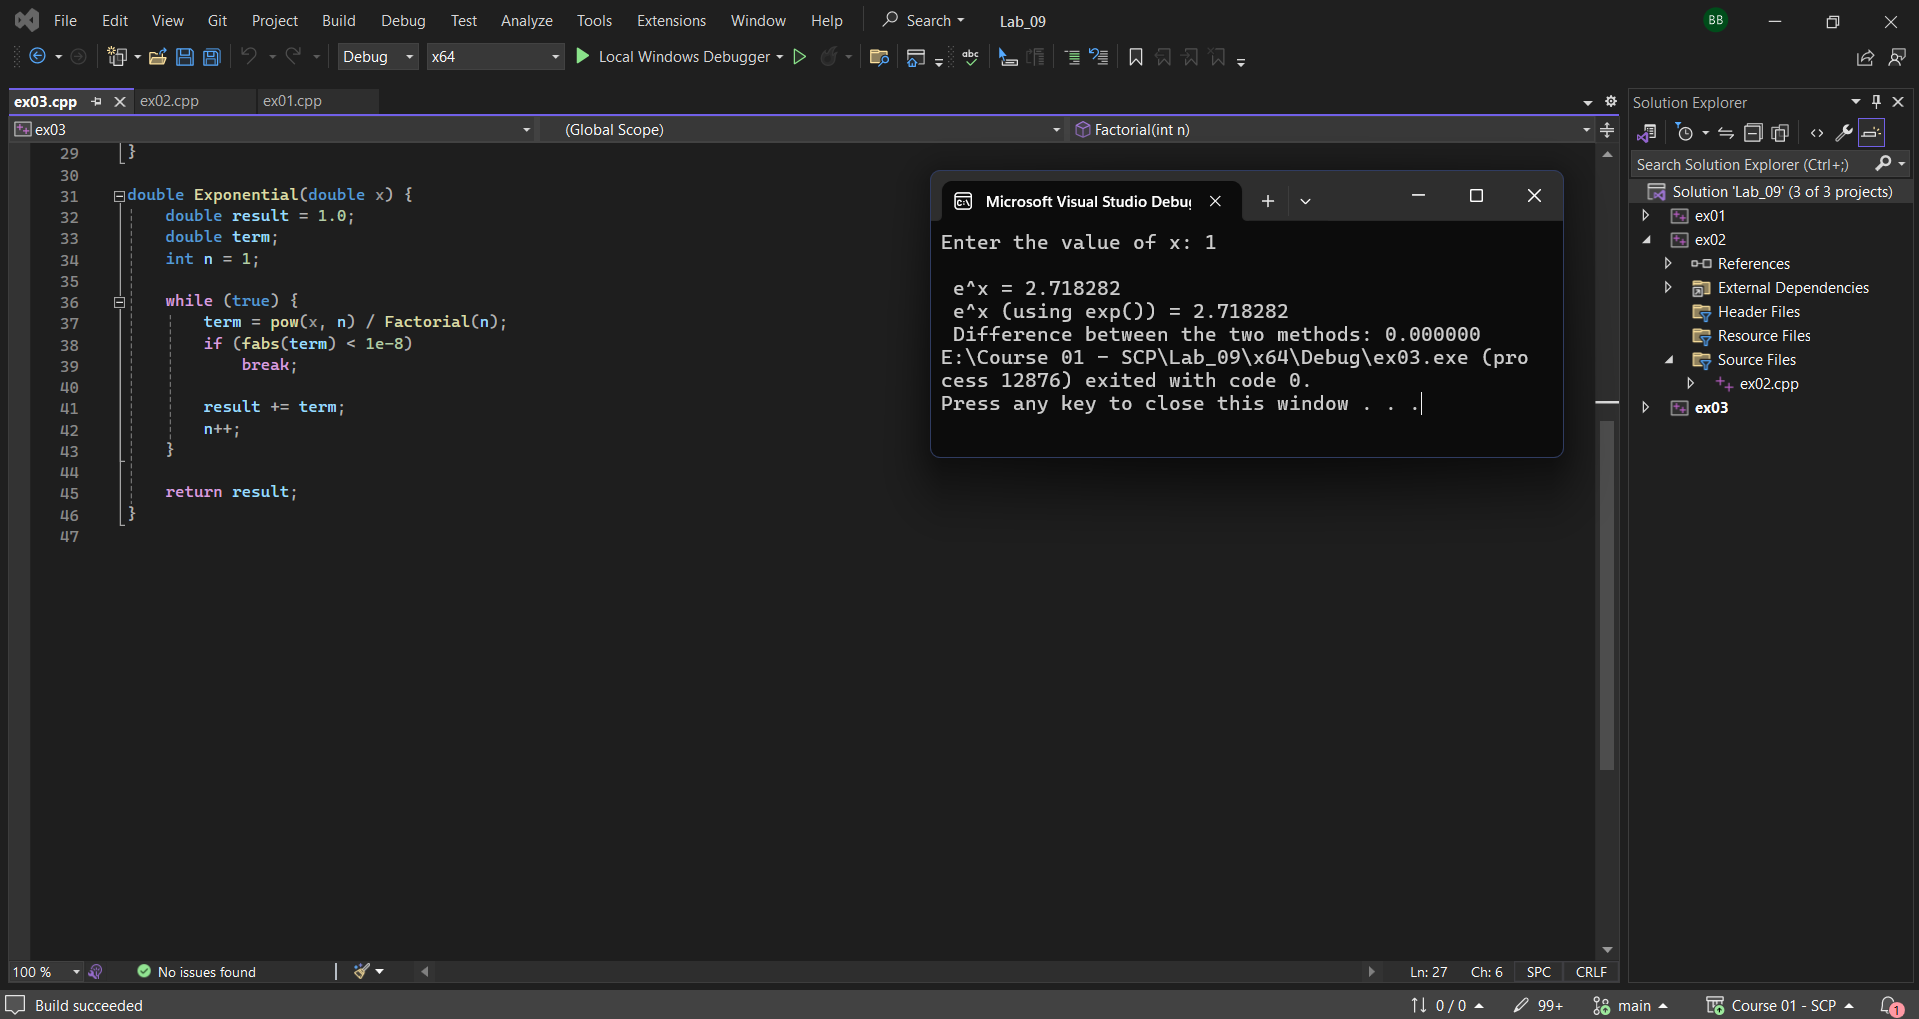 File Edit View Git Project Build Debug Test Analyze Tools Extensions Window Help Search Lab_09 BB
Debug x64 Local Windows Debugger abc
ex03.cpp ex02.cpp ex01.cpp
ex03 (Global Scope) Factorial(int n)
29 }
30
31 double Exponential(double x) {
32 double result = 1.0;
33 double term;
34 int n = 1;
35
36 while (true) {
37 term = pow(x, n) / Factorial(n);
38 if (fabs(term) < 1e-8)
39 break;
40
41 result += term;
42 n++;
43 }
44
45 return result;
46 }
47
Microsoft Visual Studio Debug
Enter the value of x: 1
e^x = 2.718282
e^x (using exp()) = 2.718282
Difference between the two methods: 0.000000
E:\Course 01 - SCP\Lab_09\x64\Debug\ex03.exe (pro
cess 12876) exited with code 0.
Press any key to close this window . . .
Solution Explorer
Search Solution Explorer (Ctrl+;)
Solution 'Lab_09' (3 of 3 projects)
ex01
ex02
References
External Dependencies
Header Files
Resource Files
Source Files
ex02.cpp
ex03
100 % No issues found Ln: 27 Ch: 6 SPC CRLF
Build succeeded 0 / 0 99+ main Course 01 - SCP 1